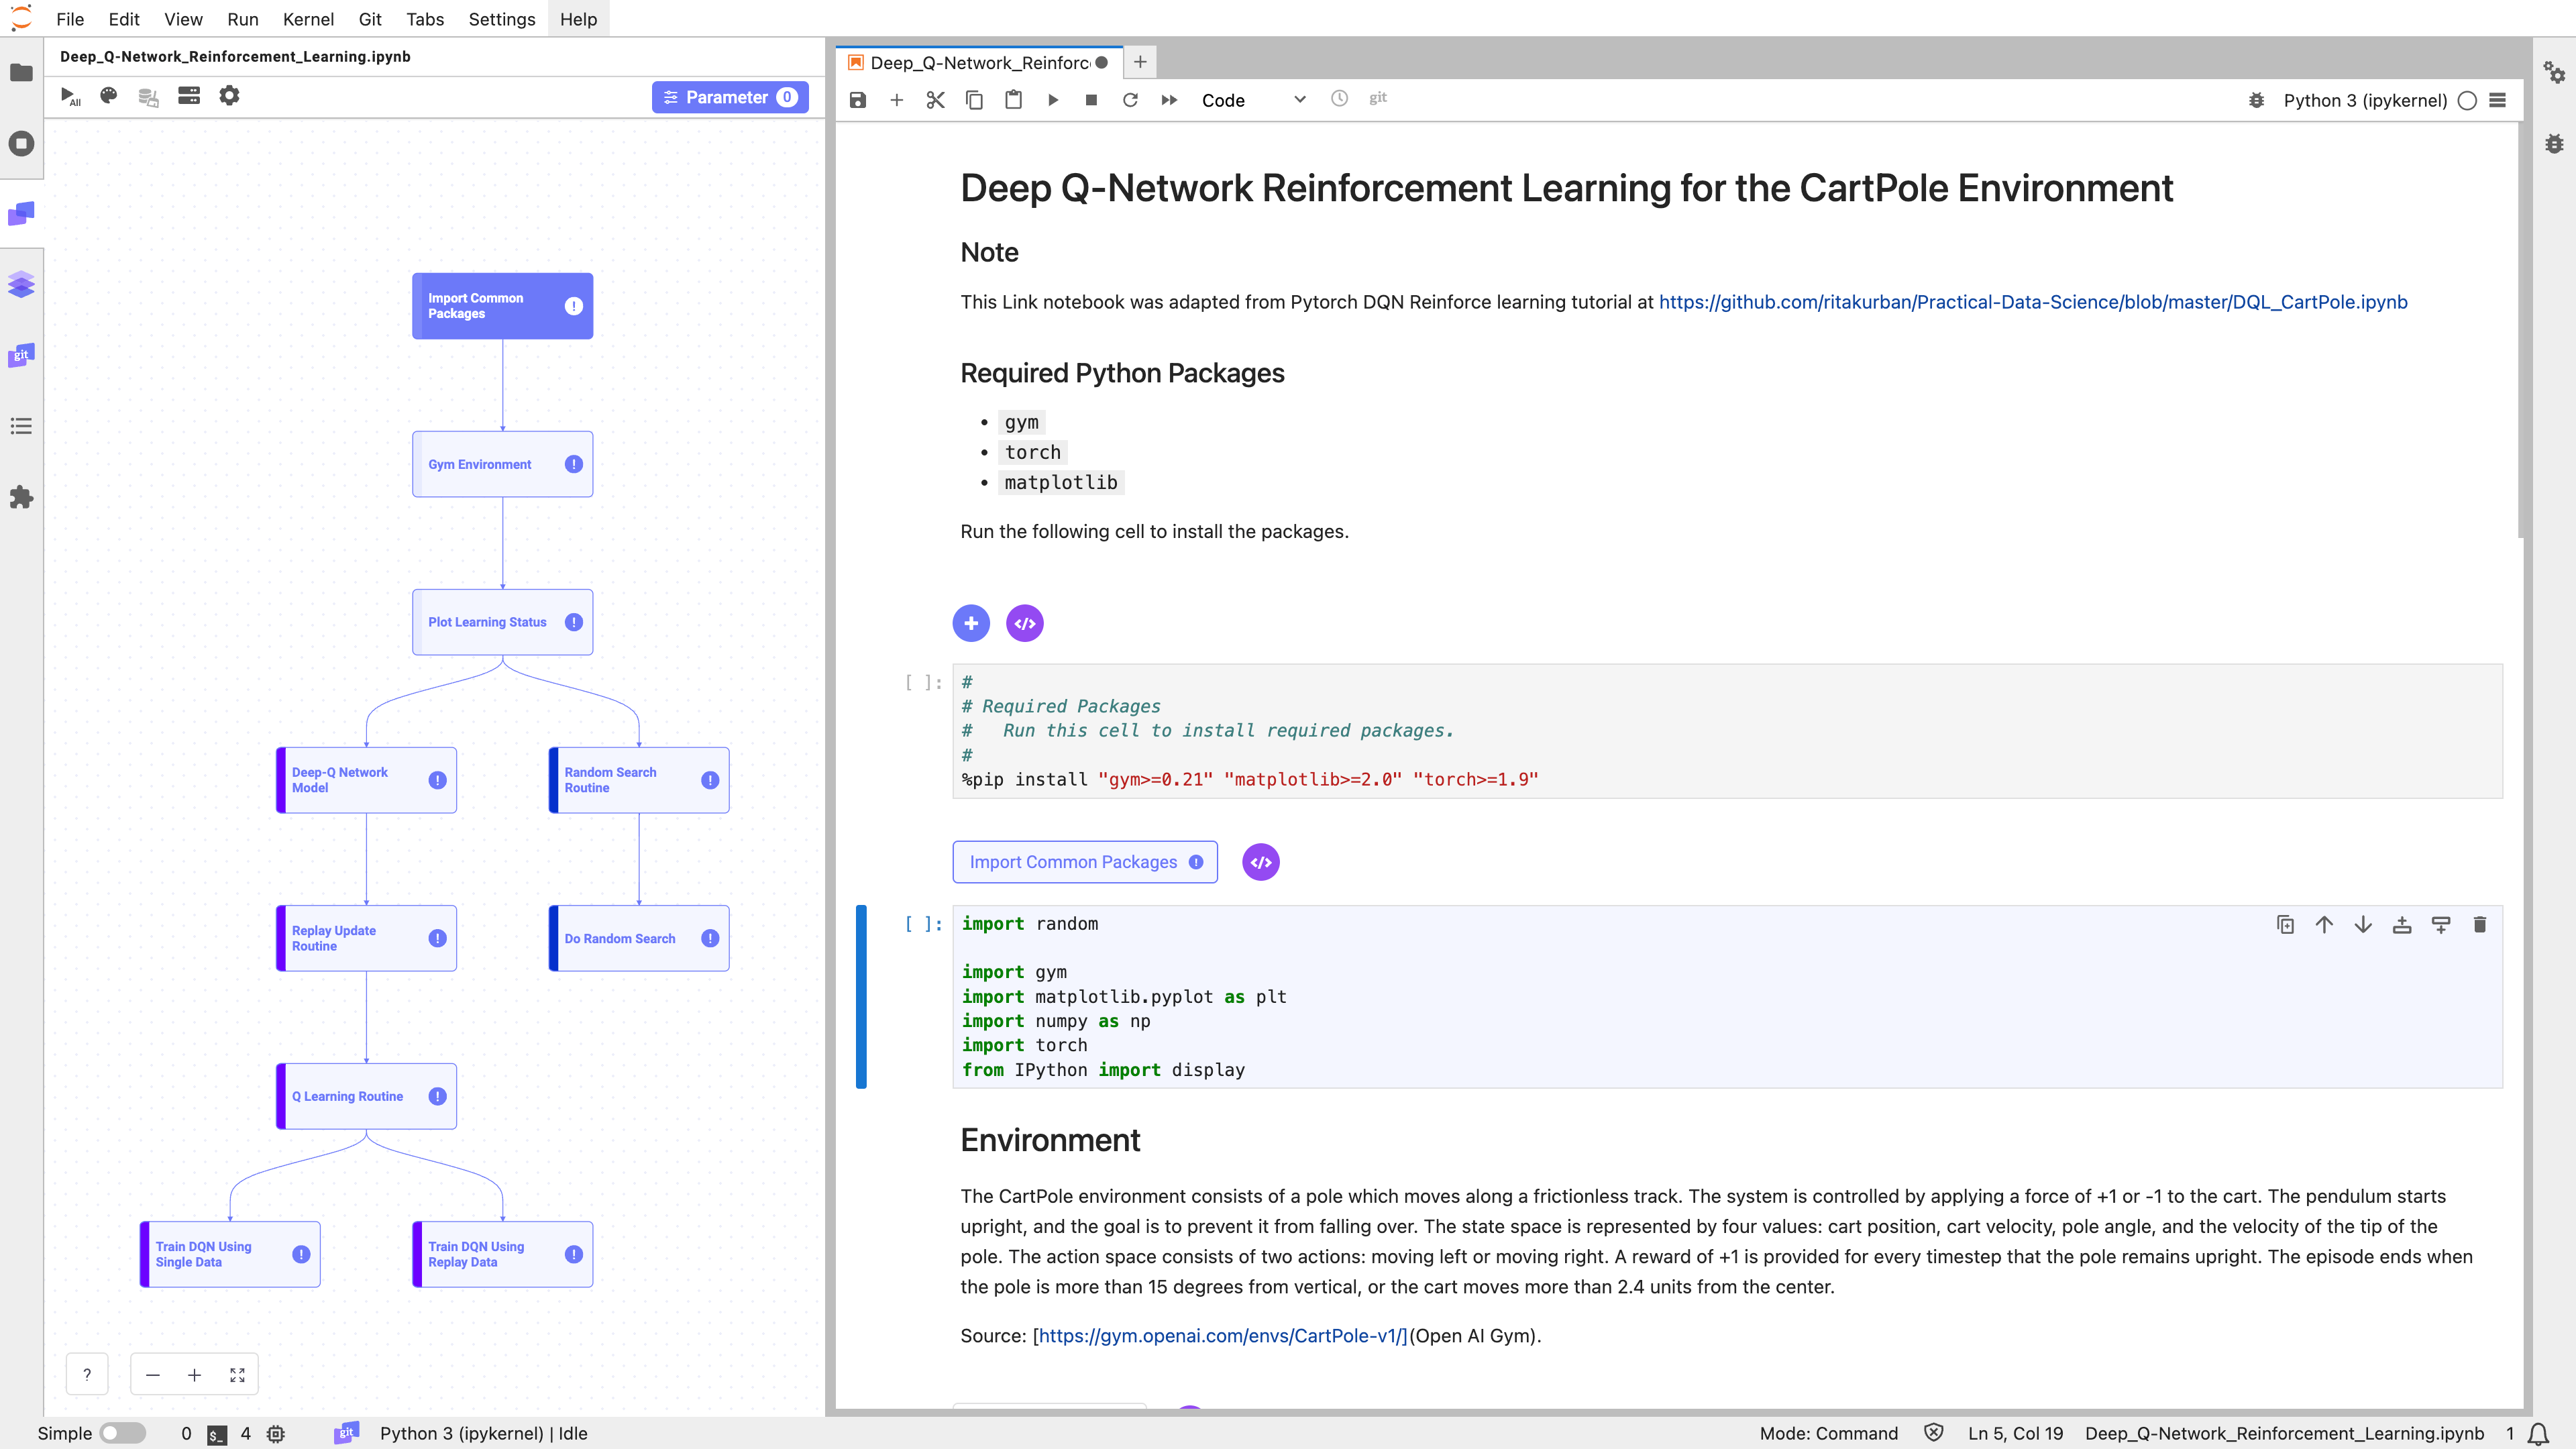 File Edit View Run Kernel Git Tabs Settings Help
Deep_Q-Network_Reinforcement_Learning.ipynb
All
Parameter 0
git
Import Common
Packages
!
Gym Environment !
Plot Learning Status !
Deep-Q Network
Model
!
Random Search
Routine
!
Replay Update
Routine
!
Do Random Search !
Q Learning Routine !
Train DQN Using
Single Data
!
Train DQN Using
Replay Data
!
? — +
Deep_Q-Network_Reinforc
Code
git
Python 3 (ipykernel)
Deep Q-Network Reinforcement Learning for the CartPole Environment
Note
This Link notebook was adapted from Pytorch DQN Reinforce learning tutorial at https://github.com/ritakurban/Practical-Data-Science/blob/master/DQL_CartPole.ipynb
Required Python Packages
• gym
• torch
• matplotlib
Run the following cell to install the packages.
+ </>
[ ]: #
# Required Packages
#   Run this cell to install required packages.
#
%pip install "gym>=0.21" "matplotlib>=2.0" "torch>=1.9"
Import Common Packages ! </>
[ ]: import random
import gym
import matplotlib.pyplot as plt
import numpy as np
import torch
from IPython import display
Environment
The CartPole environment consists of a pole which moves along a frictionless track. The system is controlled by applying a force of +1 or -1 to the cart. The pendulum starts
upright, and the goal is to prevent it from falling over. The state space is represented by four values: cart position, cart velocity, pole angle, and the velocity of the tip of the
pole. The action space consists of two actions: moving left or moving right. A reward of +1 is provided for every timestep that the pole remains upright. The episode ends when
the pole is more than 15 degrees from vertical, or the cart moves more than 2.4 units from the center.
Source: [https://gym.openai.com/envs/CartPole-v1/](Open AI Gym).
Simple 0 $_ 4 git Python 3 (ipykernel) | Idle
Mode: Command Ln 5, Col 19 Deep_Q-Network_Reinforcement_Learning.ipynb 1